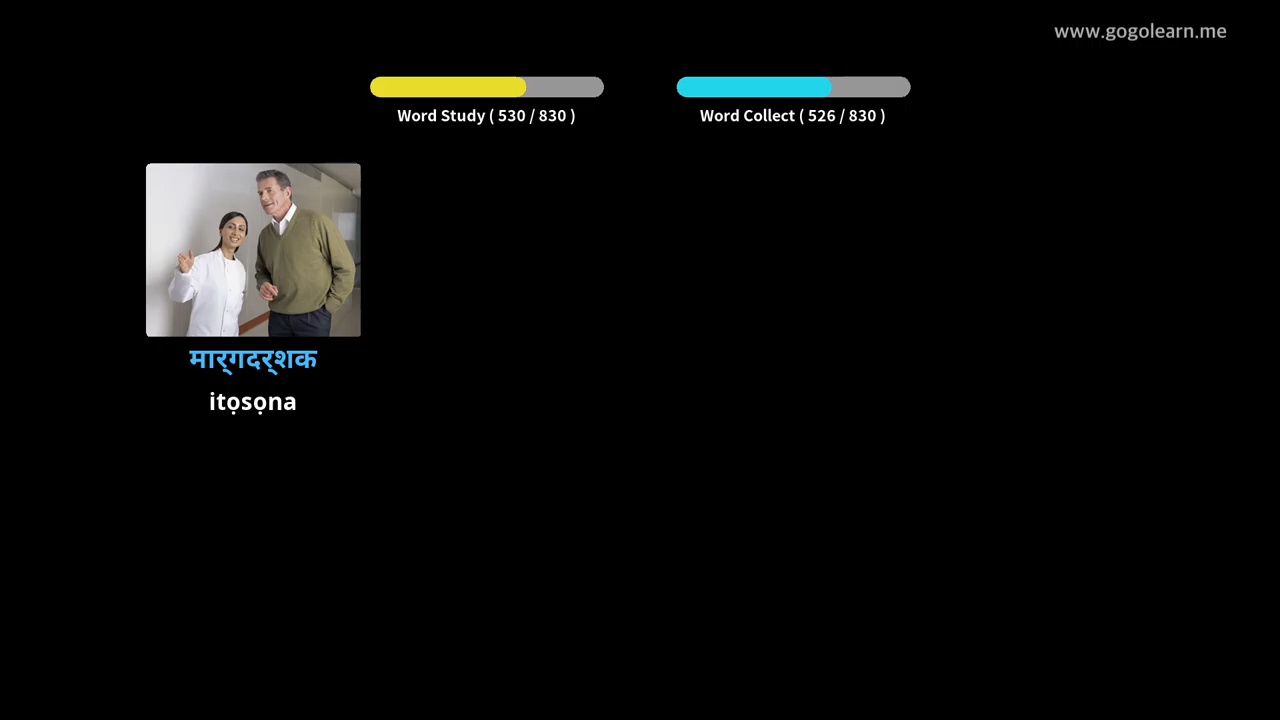 www.gogolearn.me
Word Study ( 530 / 830 )
Word Collect ( 526 / 830 )
मार्गदर्शक
itọsọna